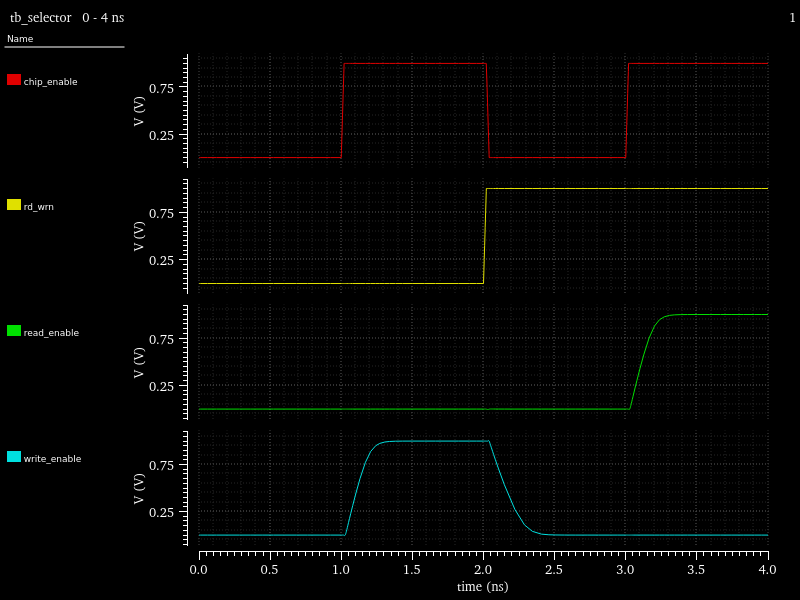 tb_selector 0 - 4 ns
1
Name
chip_enable
V (V)
0.75
0.25
rd_wrn
V (V)
0.75
0.25
read_enable
V (V)
0.75
0.25
write_enable
V (V)
0.75
0.25
0.0 0.5 1.0 1.5 2.0 2.5 3.0 3.5 4.0
time (ns)